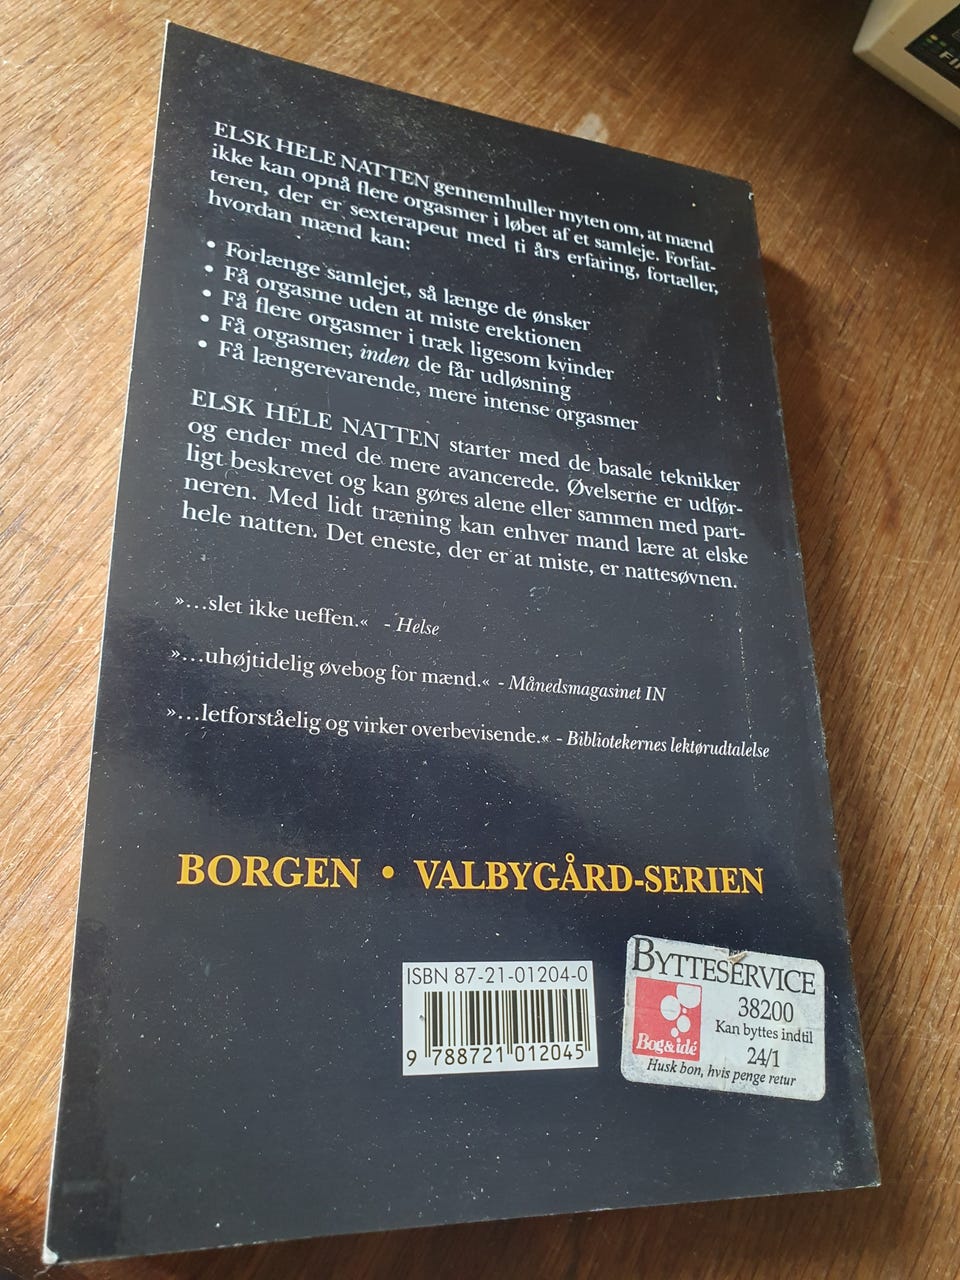 ELSK HELE NATTEN gennemhuller myten om, at mænd
ikke kan opnå flere orgasmer i løbet af et samleje. Forfat-
teren, der er sexterapeut med ti års erfaring, fortæller,
hvordan mænd kan:
• Forlænge samlejet, så længe de ønsker
• Få orgasme uden at miste erektionen
• Få flere orgasmer i træk ligesom kvinder
• Få orgasmer, inden de får udløsning
• Få længerevarende, mere intense orgasmer
ELSK HELE NATTEN starter med de basale teknikker
og ender med de mere avancerede. Øvelserne er udfør-
ligt beskrevet og kan gøres alene eller sammen med part-
neren. Med lidt træning kan enhver mand lære at elske
hele natten. Det eneste, der er at miste, er nattesøvnen.
»...slet ikke ueffen.« - Helse
»...uhøjtidelig øvebog for mænd.« - Månedsmagasinet IN
»...letforståelig og virker overbevisende.« - Bibliotekernes lektørudtalelse
BORGEN • VALBYGÅRD-SERIEN
ISBN 87-21-01204-0
9 788721 012045
BYTTESERVICE
38200
Kan byttes indtil
24/1
Bog & idé
Husk bon, hvis penge retur